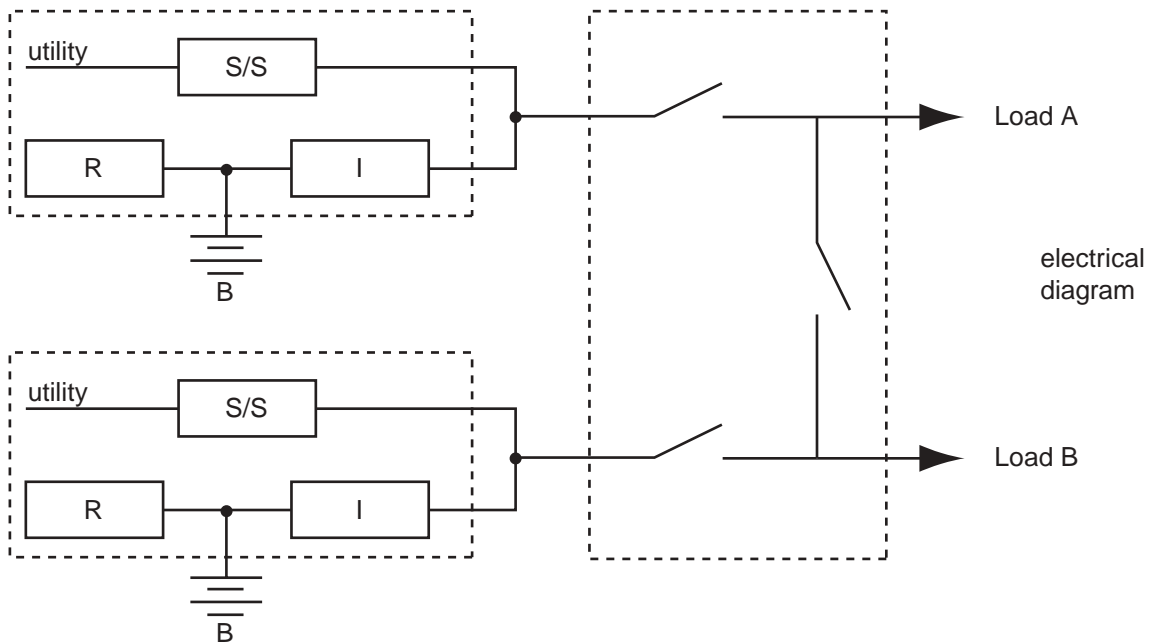 utility
S/S
Load A
R
I
B
electrical
diagram
utility
S/S
Load B
R
I
B